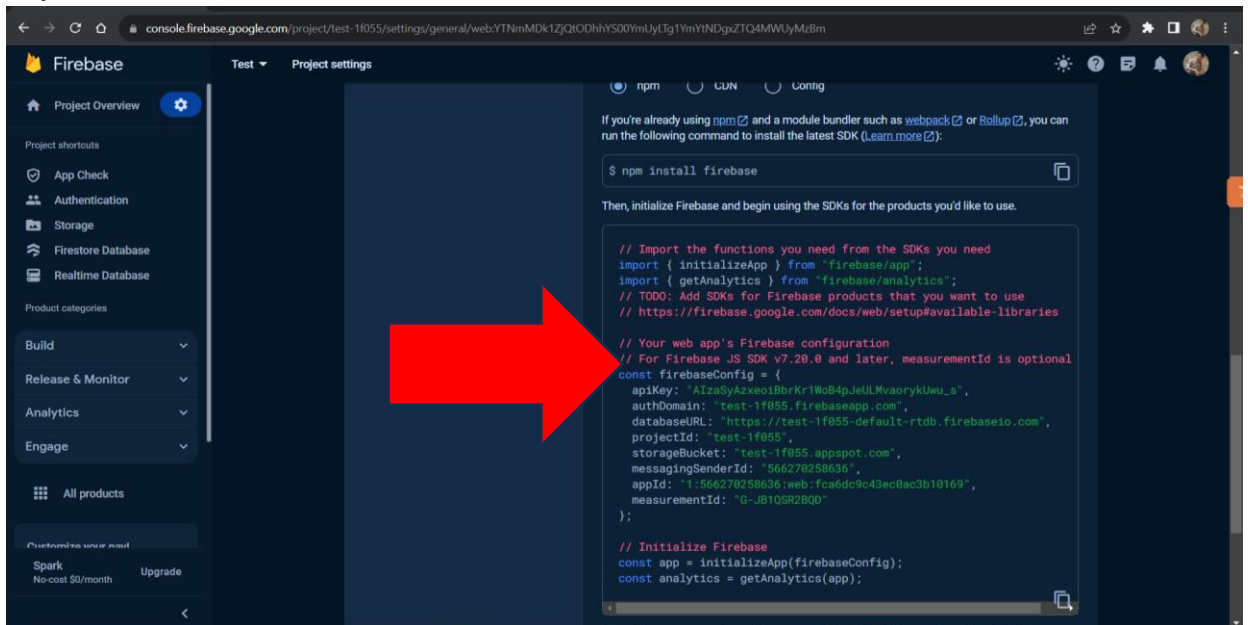 console.firebase.google.com/project/test-1f055/settings/general/web:YTNmMDk1ZjQtODhhYS00YmUyLTg1YmYtNDgxZTQ4MWUyMzBm
Firebase
Test
Project settings
Project Overview
Project shortcuts
App Check
Authentication
Storage
Firestore Database
Realtime Database
Product categories
Build
Release & Monitor
Analytics
Engage
All products
Customize your nav!
Spark
No-cost $0/month
Upgrade
npm
CDN
Config
If you're already using npm and a module bundler such as webpack or Rollup, you can
run the following command to install the latest SDK (Learn more):
$ npm install firebase
Then, initialize Firebase and begin using the SDKs for the products you'd like to use.
// Import the functions you need from the SDKs you need
import { initializeApp } from "firebase/app";
import { getAnalytics } from "firebase/analytics";
// TODO: Add SDKs for Firebase products that you want to use
// https://firebase.google.com/docs/web/setup#available-libraries
// Your web app's Firebase configuration
// For Firebase JS SDK v7.20.0 and later, measurementId is optional
const firebaseConfig = {
apiKey: "AIzaSyAzxeoiBbrKr1WoB4pJeULMvaorykUwu_s",
authDomain: "test-1f055.firebaseapp.com",
databaseURL: "https://test-1f055-default-rtdb.firebaseio.com",
projectId: "test-1f055",
storageBucket: "test-1f055.appspot.com",
messagingSenderId: "566270258636",
appId: "1:566270258636:web:fca6dc9c43ec0ac3b10169",
measurementId: "G-JB1QSR2BQD"
};
// Initialize Firebase
const app = initializeApp(firebaseConfig);
const analytics = getAnalytics(app);